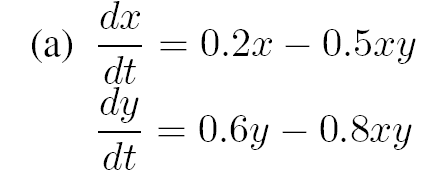 (a) dx/dt = 0.2x − 0.5xy
dy/dt = 0.6y − 0.8xy